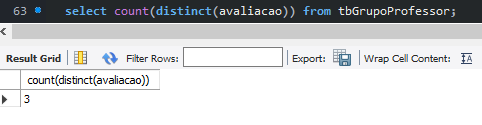 63 select count(distinct(avaliacao)) from tbGrupoProfessor;
Result Grid Filter Rows: Export: Wrap Cell Content: IA
count(distinct(avaliacao))
3